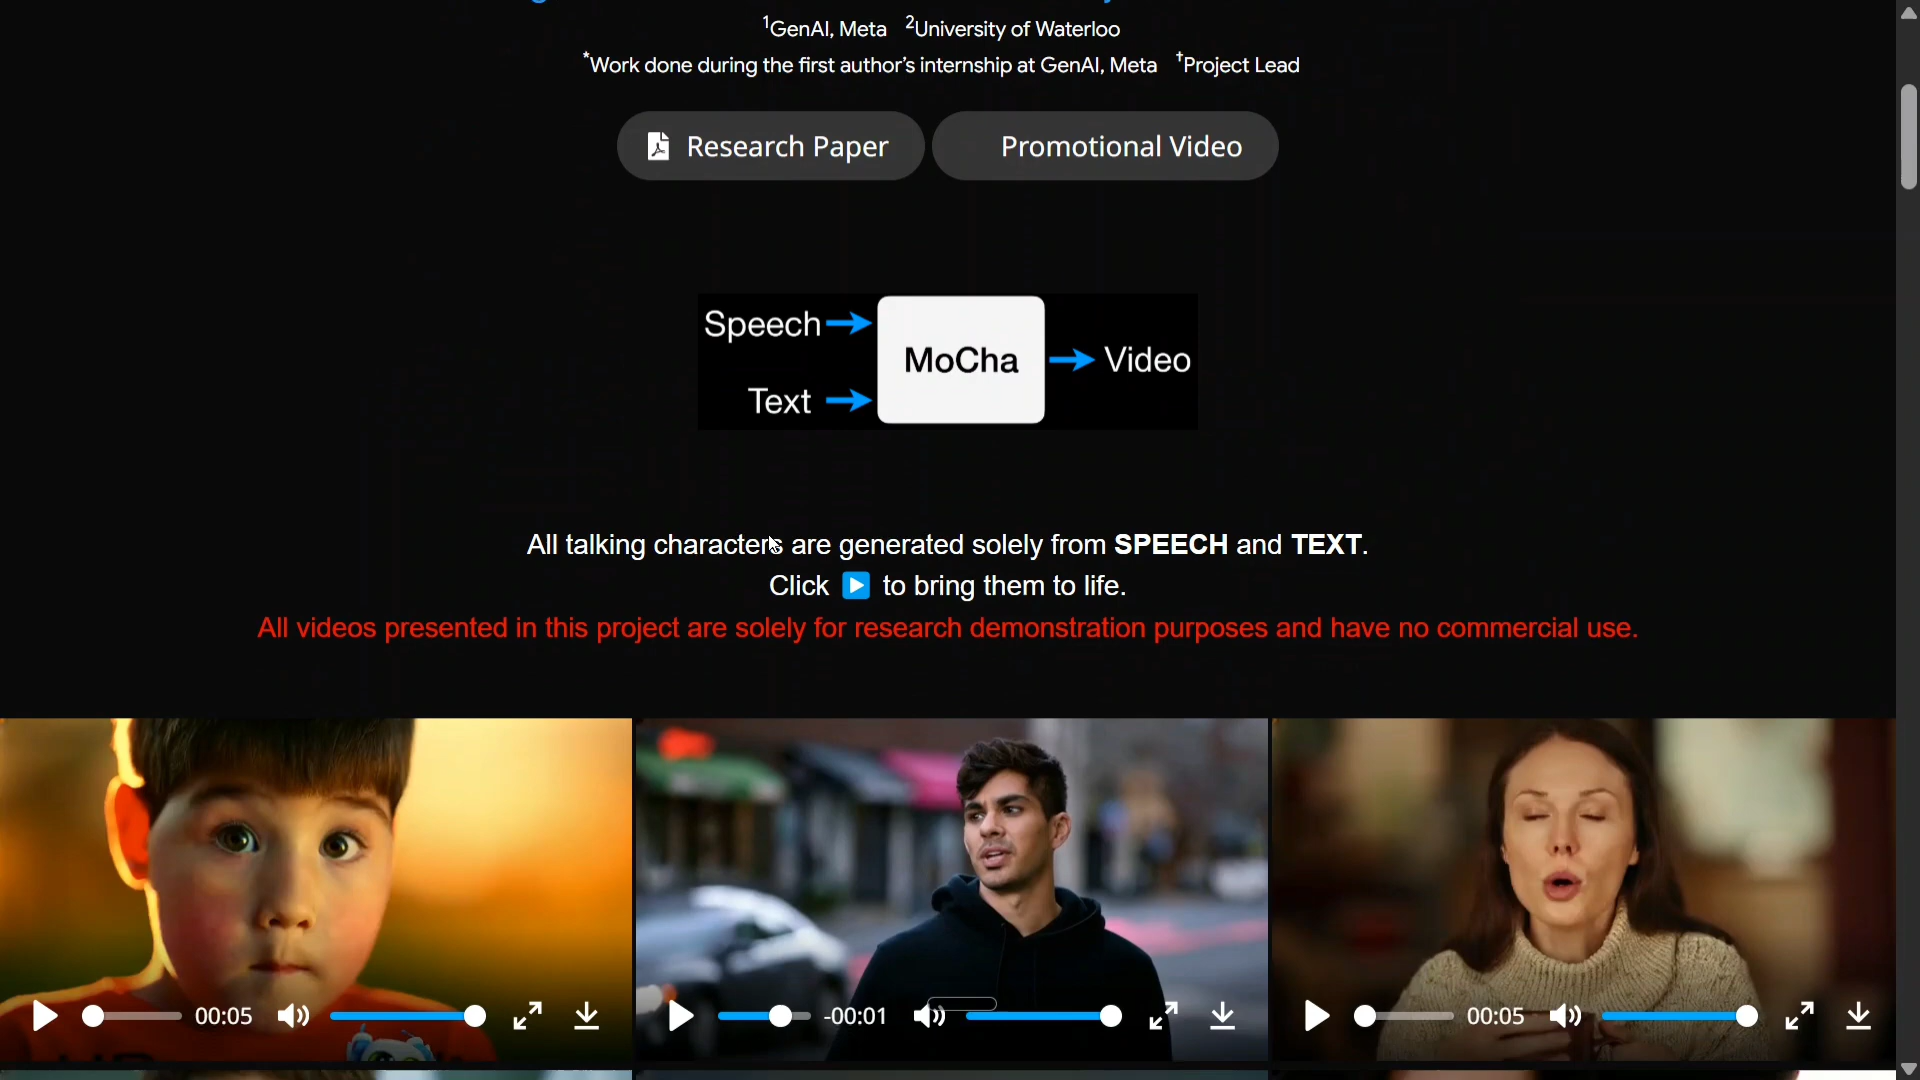 ¹GenAI, Meta ²University of Waterloo
*Work done during the first author's internship at GenAI, Meta †Project Lead
Research Paper
Promotional Video
Speech
MoCha
Video
Text
All talking characters are generated solely from SPEECH and TEXT.
Click ▶ to bring them to life.
All videos presented in this project are solely for research demonstration purposes and have no commercial use.
00:05
-00:01
00:05